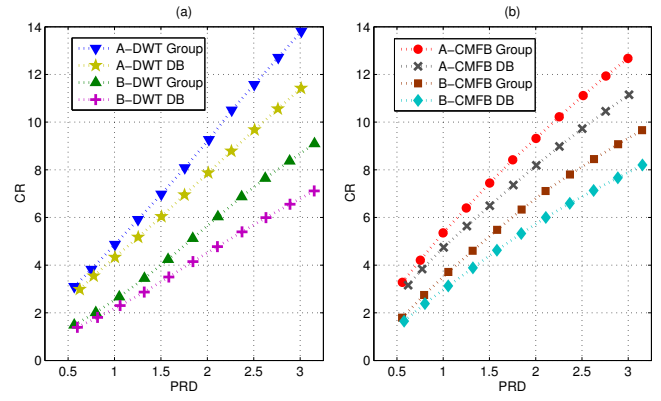 (a)
14
12
10
8
6
4
2
0
CR
0.5 1 1.5 2 2.5 3
PRD
A−DWT Group
A−DWT DB
B−DWT Group
B−DWT DB
(b)
14
12
10
8
6
4
2
0
CR
0.5 1 1.5 2 2.5 3
PRD
A−CMFB Group
A−CMFB DB
B−CMFB Group
B−CMFB DB